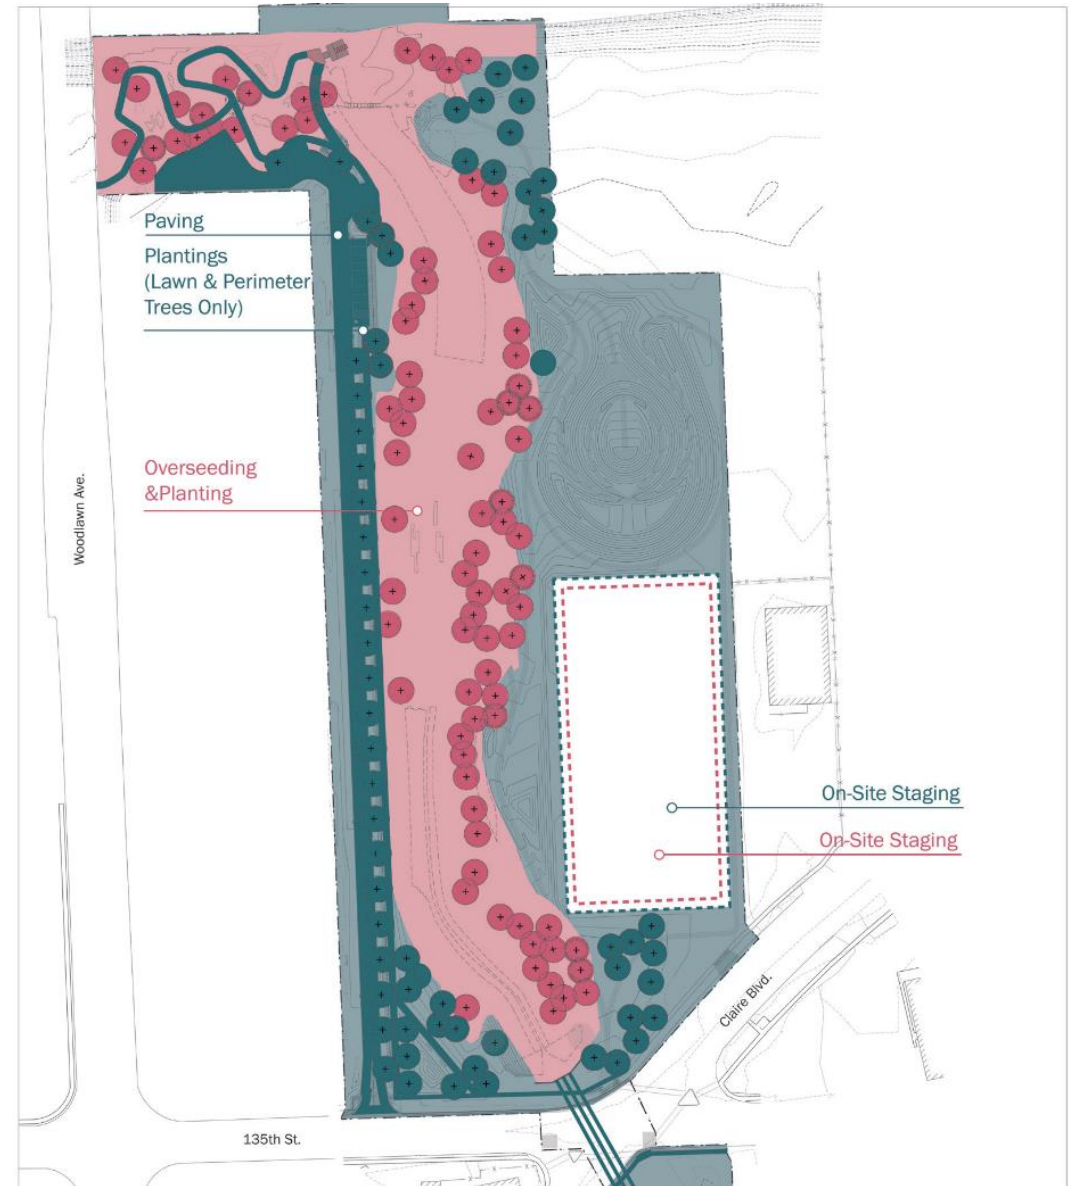 Paving
Plantings
(Lawn & Perimeter
Trees Only)
Overseeding
&Planting
Woodlawn Ave.
On-Site Staging
On-Site Staging
Claire Blvd.
135th St.